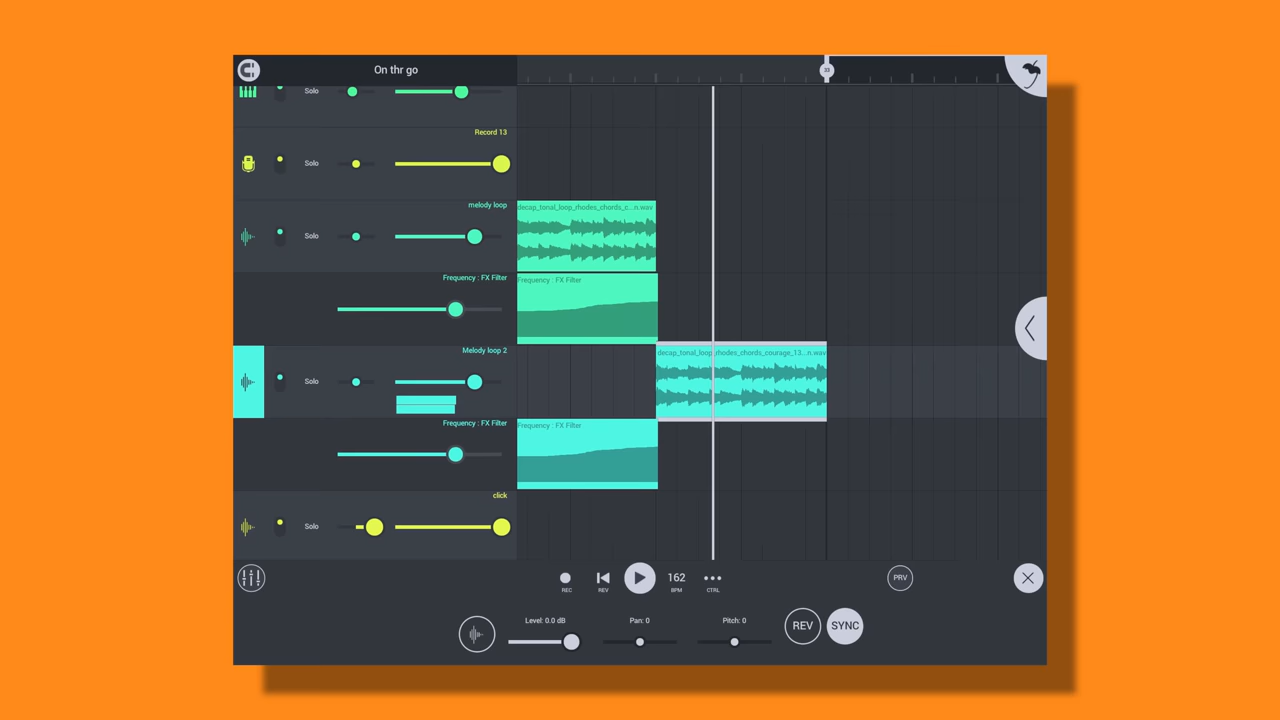 On thr go
33
Solo
Record 13
Solo
melody loop
decap_tonal_loop_rhodes_chords_c...n.wav
Solo
Frequency : FX Filter
Frequency : FX Filter
Melody loop 2
decap_tonal_loop_rhodes_chords_courage_13...n.wav
Solo
Frequency : FX Filter
Frequency : FX Filter
click
Solo
162
PRV
REC
REV
BPM
CTRL
Level: 0.0 dB
Pan: 0
Pitch: 0
REV
SYNC